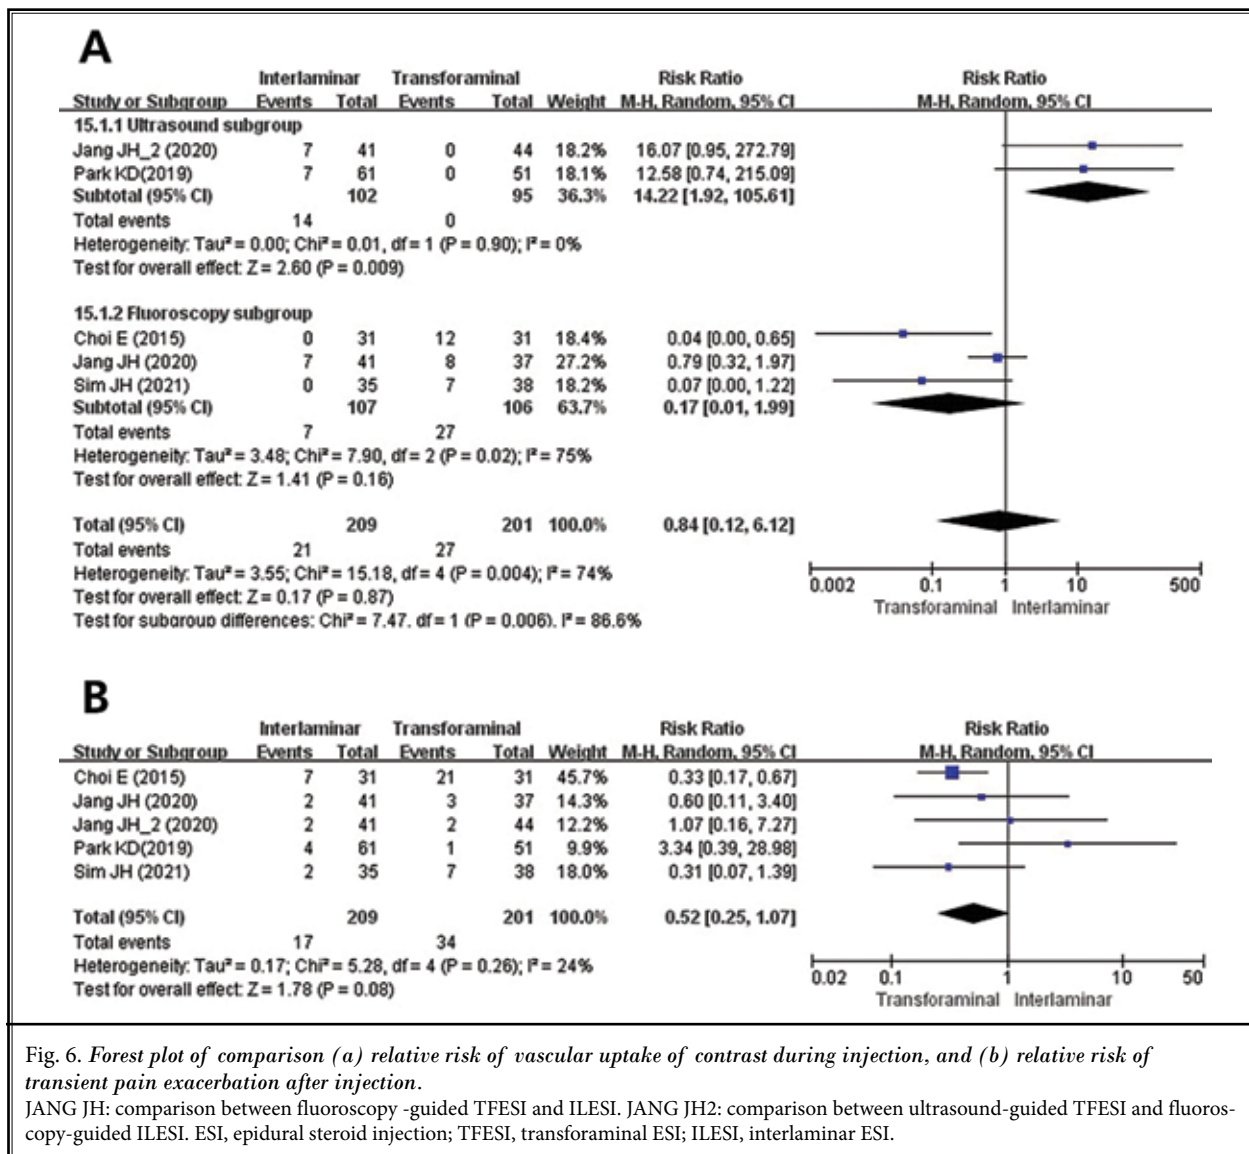 A
Interlaminar Transforaminal Risk Ratio Risk Ratio
Study or Subgroup Events Total Events Total Weight M-H, Random, 95% CI M-H, Random, 95% CI
15.1.1 Ultrasound subgroup
Jang JH_2 (2020) 7 41 0 44 18.2% 16.07 [0.95, 272.79]
Park KD(2019) 7 61 0 51 18.1% 12.58 [0.74, 215.09]
Subtotal (95% CI) 102 95 36.3% 14.22 [1.92, 105.61]
Total events 14 0
Heterogeneity: Tau² = 0.00; Chi² = 0.01, df = 1 (P = 0.90); I² = 0%
Test for overall effect: Z = 2.60 (P = 0.009)
15.1.2 Fluoroscopy subgroup
Choi E (2015) 0 31 12 31 18.4% 0.04 [0.00, 0.65]
Jang JH (2020) 7 41 8 37 27.2% 0.79 [0.32, 1.97]
Sim JH (2021) 0 35 7 38 18.2% 0.07 [0.00, 1.22]
Subtotal (95% CI) 107 106 63.7% 0.17 [0.01, 1.99]
Total events 7 27
Heterogeneity: Tau² = 3.48; Chi² = 7.90, df = 2 (P = 0.02); I² = 75%
Test for overall effect: Z = 1.41 (P = 0.16)
Total (95% CI) 209 201 100.0% 0.84 [0.12, 6.12]
Total events 21 27
Heterogeneity: Tau² = 3.55; Chi² = 15.18, df = 4 (P = 0.004); I² = 74%
Test for overall effect: Z = 0.17 (P = 0.87)
Test for subgroup differences: Chi² = 7.47, df = 1 (P = 0.006), I² = 86.6%
0.002 0.1 1 10 500
Transforaminal Interlaminar
B
Interlaminar Transforaminal Risk Ratio Risk Ratio
Study or Subgroup Events Total Events Total Weight M-H, Random, 95% CI M-H, Random, 95% CI
Choi E (2015) 7 31 21 31 45.7% 0.33 [0.17, 0.67]
Jang JH (2020) 2 41 3 37 14.3% 0.60 [0.11, 3.40]
Jang JH_2 (2020) 2 41 2 44 12.2% 1.07 [0.16, 7.27]
Park KD(2019) 4 61 1 51 9.9% 3.34 [0.39, 28.98]
Sim JH (2021) 2 35 7 38 18.0% 0.31 [0.07, 1.39]
Total (95% CI) 209 201 100.0% 0.52 [0.25, 1.07]
Total events 17 34
Heterogeneity: Tau² = 0.17; Chi² = 5.28, df = 4 (P = 0.26); I² = 24%
Test for overall effect: Z = 1.78 (P = 0.08)
0.02 0.1 1 10 50
Transforaminal Interlaminar
Fig. 6. Forest plot of comparison (a) relative risk of vascular uptake of contrast during injection, and (b) relative risk of
transient pain exacerbation after injection.
JANG JH: comparison between fluoroscopy -guided TFESI and ILESI. JANG JH2: comparison between ultrasound-guided TFESI and fluoros-
copy-guided ILESI. ESI, epidural steroid injection; TFESI, transforaminal ESI; ILESI, interlaminar ESI.